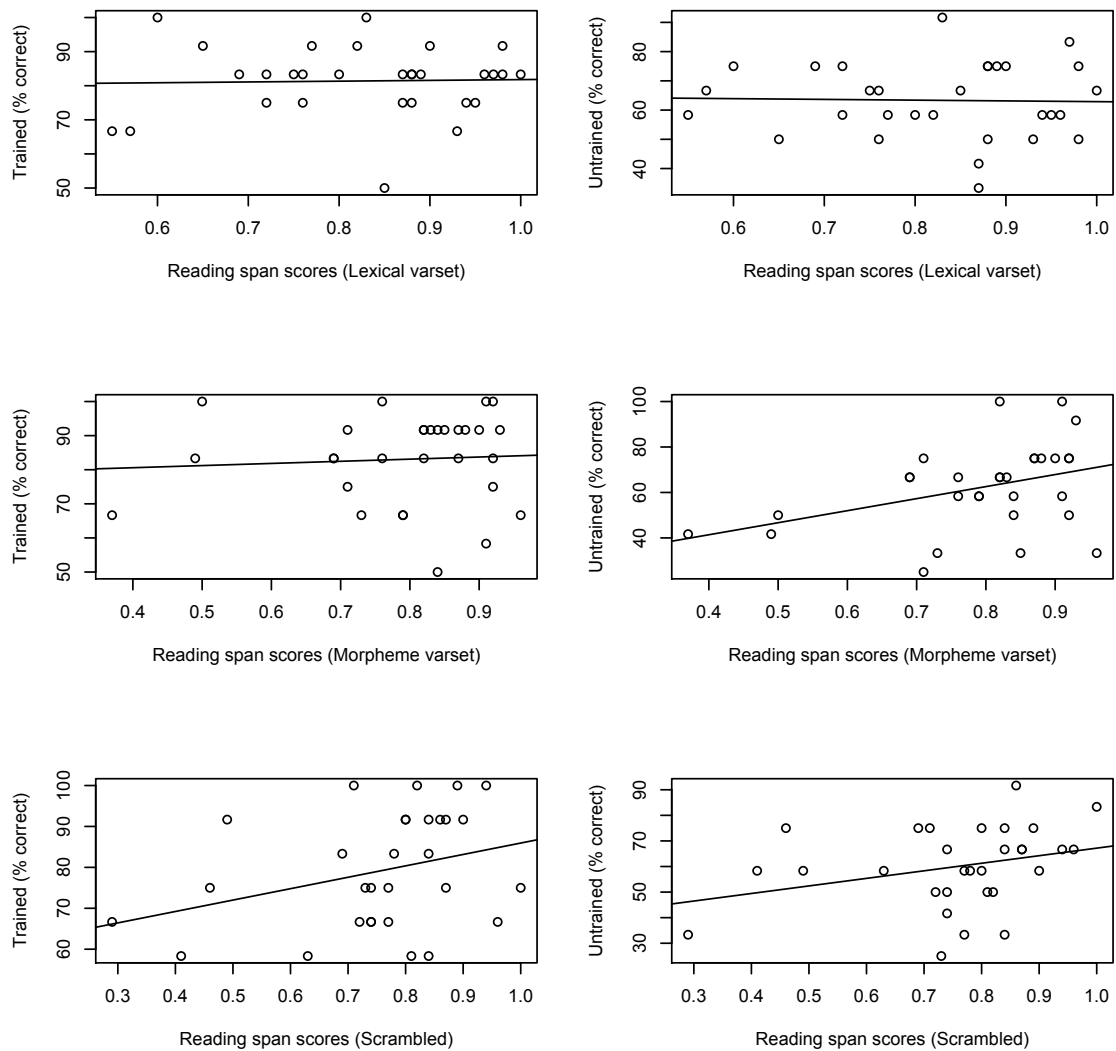 Trained (% correct)
50 70 90
0.6 0.7 0.8 0.9 1.0
Reading span scores (Lexical varset)
Untrained (% correct)
40 60 80
0.6 0.7 0.8 0.9 1.0
Reading span scores (Lexical varset)
Trained (% correct)
50 70 90
0.4 0.5 0.6 0.7 0.8 0.9
Reading span scores (Morpheme varset)
Untrained (% correct)
40 60 80 100
0.4 0.5 0.6 0.7 0.8 0.9
Reading span scores (Morpheme varset)
Trained (% correct)
60 70 80 90 100
0.3 0.4 0.5 0.6 0.7 0.8 0.9 1.0
Reading span scores (Scrambled)
Untrained (% correct)
30 50 70 90
0.3 0.4 0.5 0.6 0.7 0.8 0.9 1.0
Reading span scores (Scrambled)